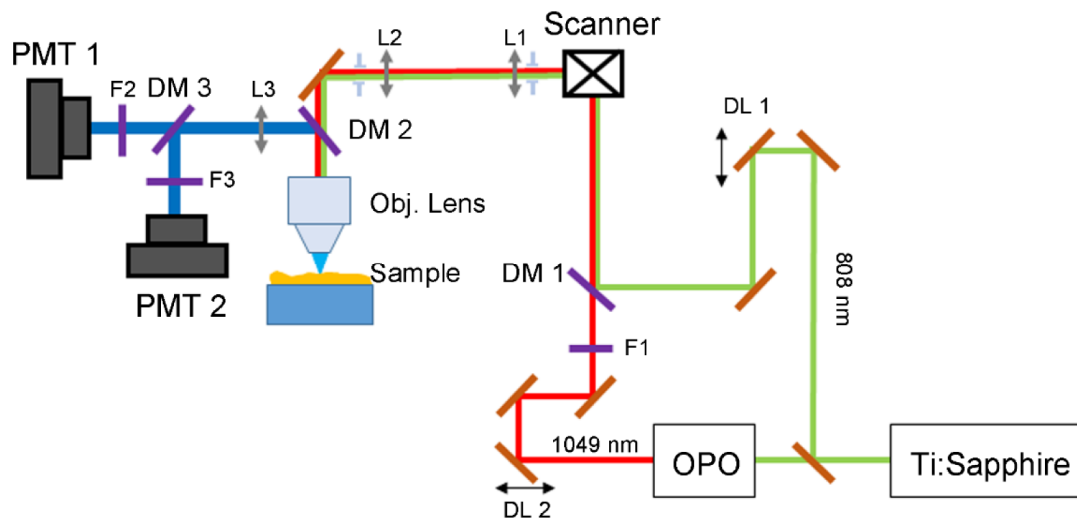 Scanner
PMT 1
F2
DM 3
L3
L2
L1
DM 2
DL 1
F3
Obj. Lens
Sample
PMT 2
DM 1
808 nm
F1
1049 nm
OPO
Ti:Sapphire
DL 2